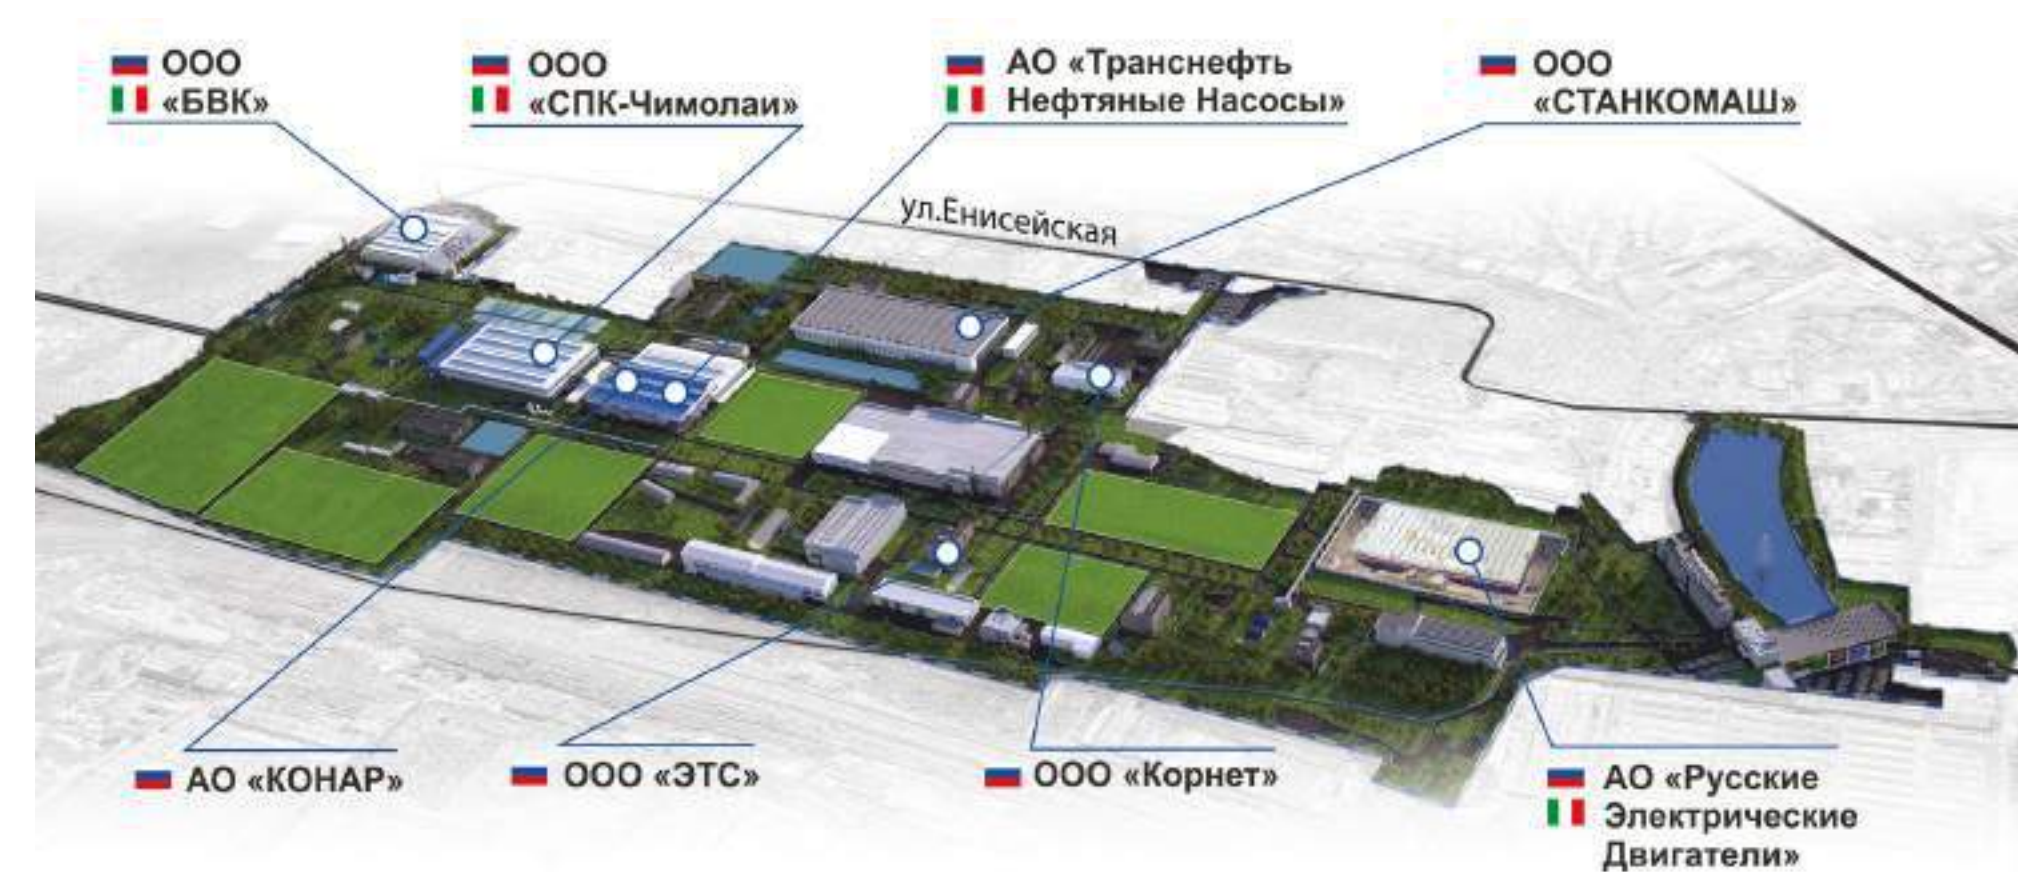 ООО
«БВК»
ООО
«СПК-Чимолаи»
АО «Транснефть
Нефтяные Насосы»
ООО
«СТАНКОМАШ»
ул.Енисейская
АО «КОНАР»
ООО «ЭТС»
ООО «Корнет»
АО «Русские
Электрические
Двигатели»